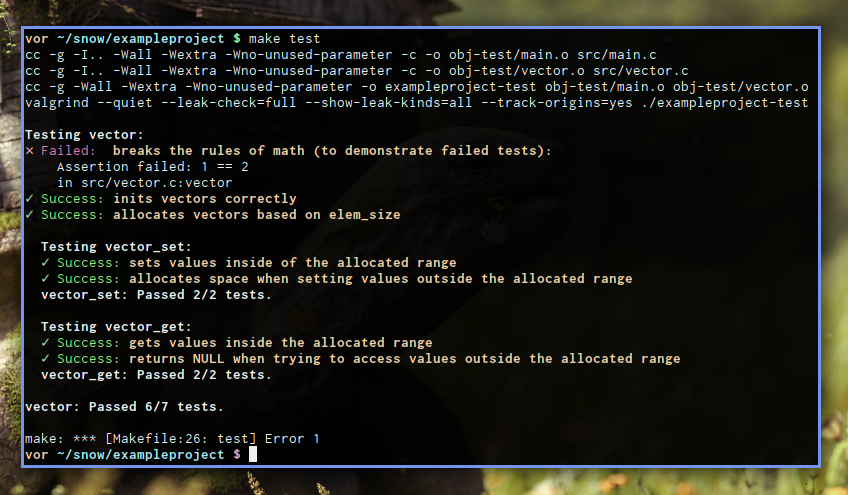 vor ~/snow/exampleproject $ make test
cc -g -I.. -Wall -Wextra -Wno-unused-parameter -c -o obj-test/main.o src/main.c
cc -g -I.. -Wall -Wextra -Wno-unused-parameter -c -o obj-test/vector.o src/vector.c
cc -g -Wall -Wextra -Wno-unused-parameter -o exampleproject-test obj-test/main.o obj-test/vector.o
valgrind --quiet --leak-check=full --show-leak-kinds=all --track-origins=yes ./exampleproject-test
Testing vector:
✕ Failed:  breaks the rules of math (to demonstrate failed tests):
    Assertion failed: 1 == 2
    in src/vector.c:vector
✓ Success: inits vectors correctly
✓ Success: allocates vectors based on elem_size
  Testing vector_set:
  ✓ Success: sets values inside of the allocated range
  ✓ Success: allocates space when setting values outside the allocated range
  vector_set: Passed 2/2 tests.
  Testing vector_get:
  ✓ Success: gets values inside the allocated range
  ✓ Success: returns NULL when trying to access values outside the allocated range
  vector_get: Passed 2/2 tests.
vector: Passed 6/7 tests.
make: *** [Makefile:26: test] Error 1
vor ~/snow/exampleproject $